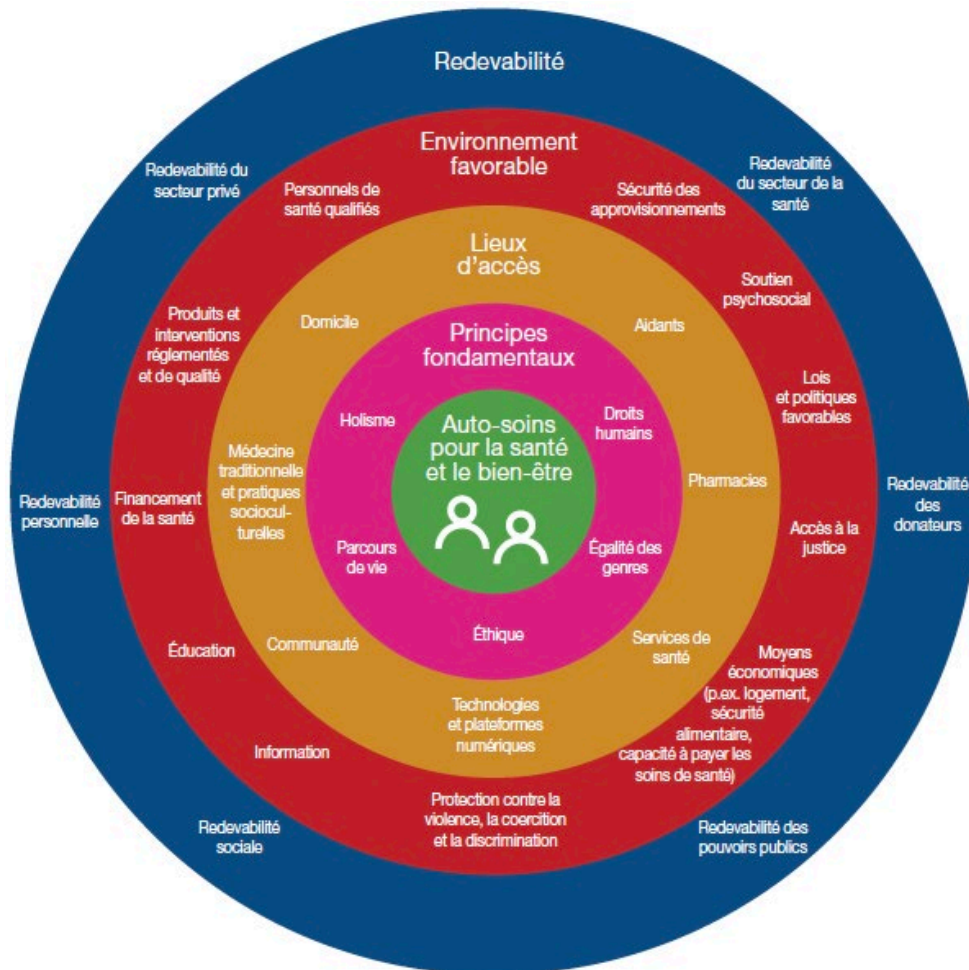 Redevabilité
Redevabilité du
secteur privé
Redevabilité
du secteur de la
santé
Redevabilité
personnelle
Redevabilité
des
donateurs
Redevabilité
sociale
Redevabilité des
pouvoirs publics
Environnement
favorable
Personnels de
santé qualifiés
Sécurité des
approvisionnements
Produits et
interventions
réglementés
et de qualité
Soutien
psychosocial
Lois
et politiques
favorables
Financement
de la santé
Accès à la
justice
Éducation
Moyens
économiques
(p.ex. logement,
sécurité
alimentaire,
capacité à payer les
soins de santé)
Information
Protection contre la
violence, la coercition
et la discrimination
Lieux
d'accès
Domicile
Aidants
Médecine
traditionnelle
et pratiques
sociocul-
turelles
Pharmacies
Communauté
Services de
santé
Technologies
et plateformes
numériques
Principes
fondamentaux
Holisme
Droits
humains
Parcours
de vie
Égalité des
genres
Éthique
Auto-soins
pour la santé
et le bien-être